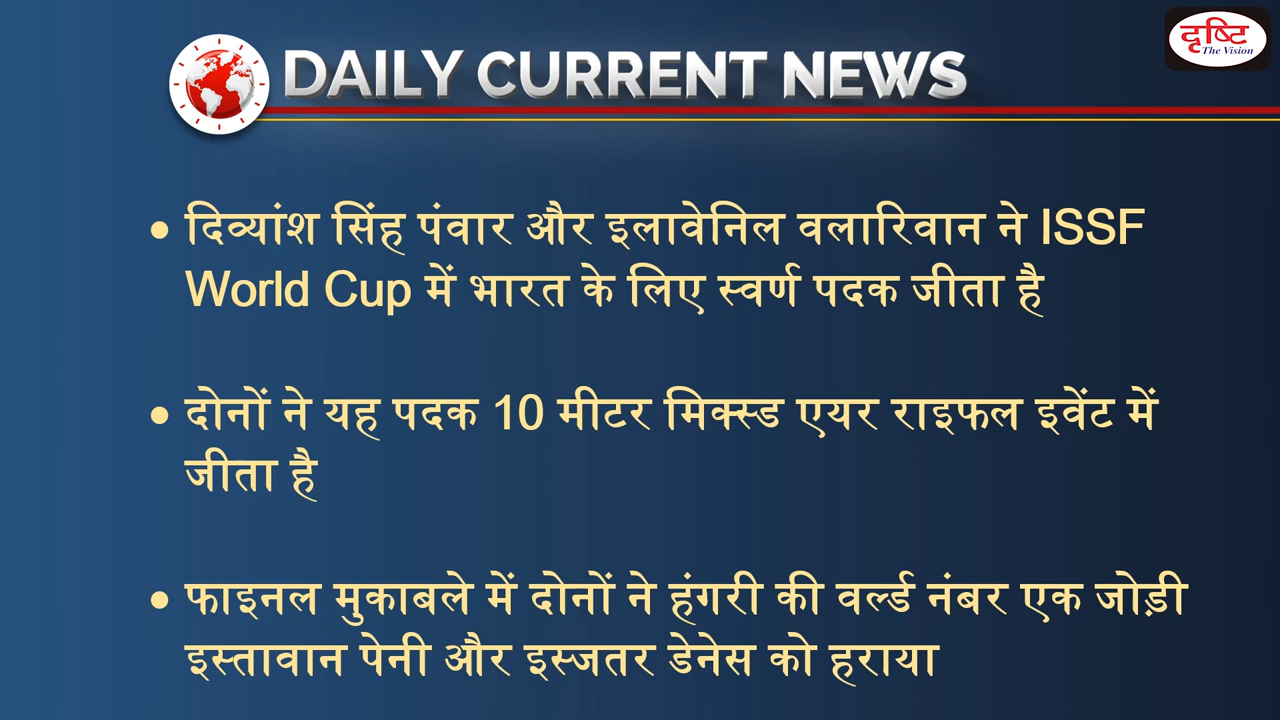 DAILY CURRENT NEWS
दृष्टि
The Vision
• दिव्यांश सिंह पंवार और इलावेनिल वलारिवान ने ISSF
World Cup में भारत के लिए स्वर्ण पदक जीता है
• दोनों ने यह पदक 10 मीटर मिक्स्ड एयर राइफल इवेंट में
जीता है
• फाइनल मुकाबले में दोनों ने हंगरी की वर्ल्ड नंबर एक जोड़ी
इस्तावान पेनी और इस्जतर डेनेस को हराया